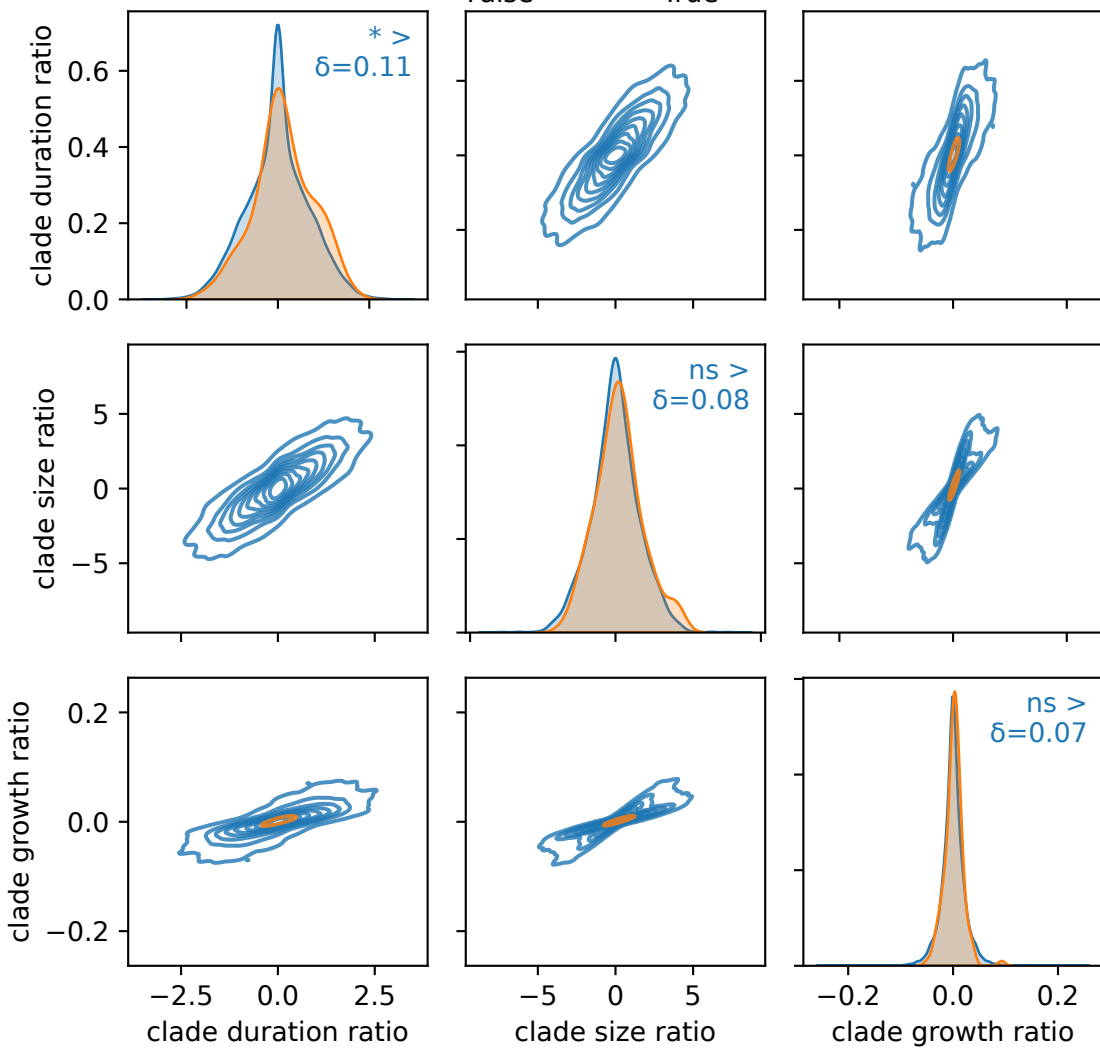 clade duration ratio
0.6
0.4
0.2
0.0
* >
δ=0.11
clade size ratio
5
0
−5
ns >
δ=0.08
clade growth ratio
0.2
0.0
−0.2
ns >
δ=0.07
−2.5 0.0 2.5
−5 0 5
−0.2 0.0 0.2
clade duration ratio
clade size ratio
clade growth ratio